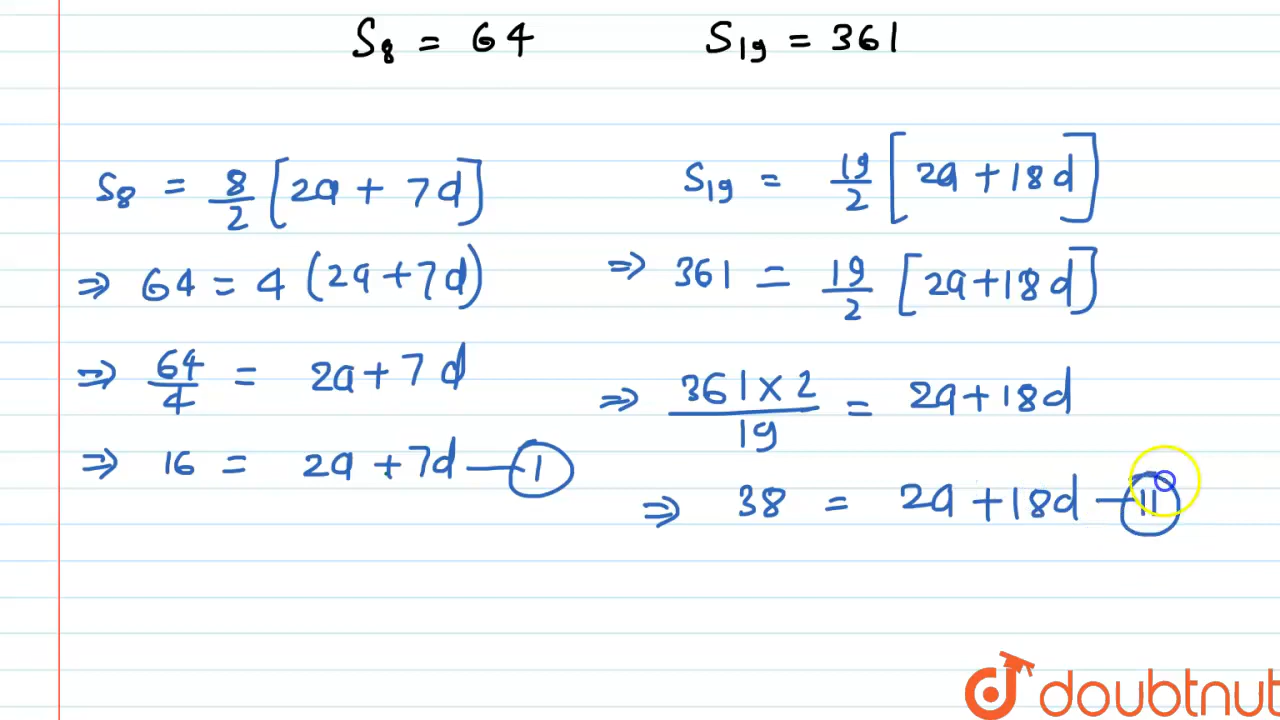 S₈ = 64 S₁₉ = 361
S₈ = 8/2 [2a + 7d]
⇒ 64 = 4 (2a + 7d)
⇒ 64/4 = 2a + 7d
⇒ 16 = 2a + 7d — 1
S₁₉ = 19/2 [2a + 18d]
⇒ 361 = 19/2 [2a + 18d]
⇒ 361 × 2/19 = 2a + 18d
⇒ 38 = 2a + 18d — 11
doubtnut